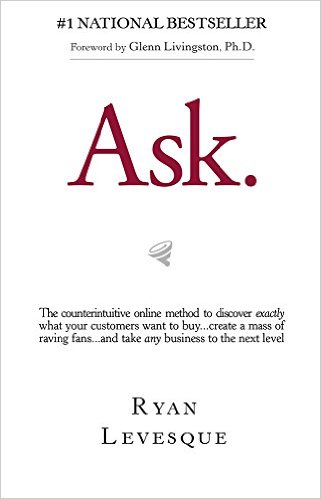 #1 NATIONAL BESTSELLER
Foreword by Glenn Livingston, Ph.D.
Ask.
The counterintuitive online method to discover exactly
what your customers want to buy...create a mass of
raving fans...and take any business to the next level
RYAN
LEVESQUE